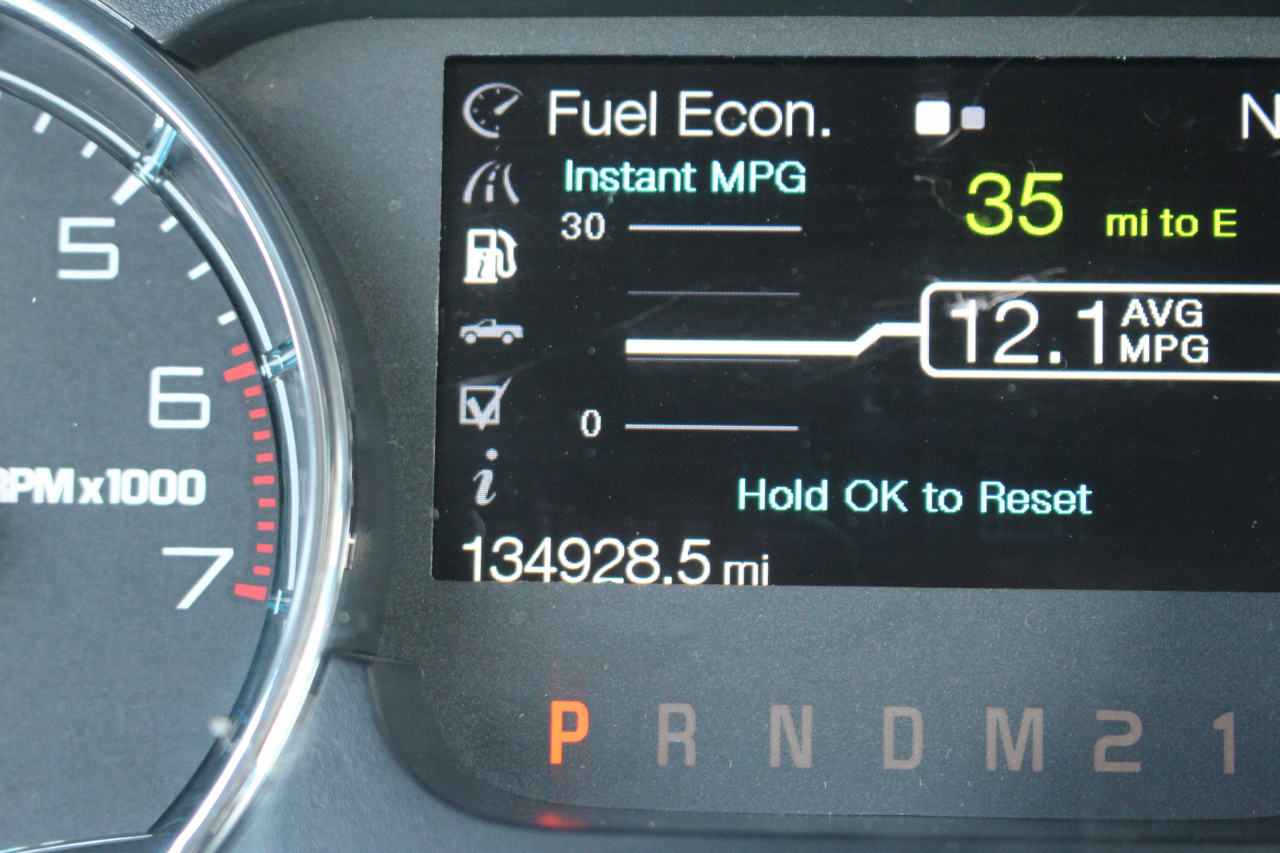 5
6
RPM x1000
7
Fuel Econ.
N
Instant MPG
30
35 mi to E
12.1 AVG MPG
0
Hold OK to Reset
i
134928.5 mi
P R N D M 2 1